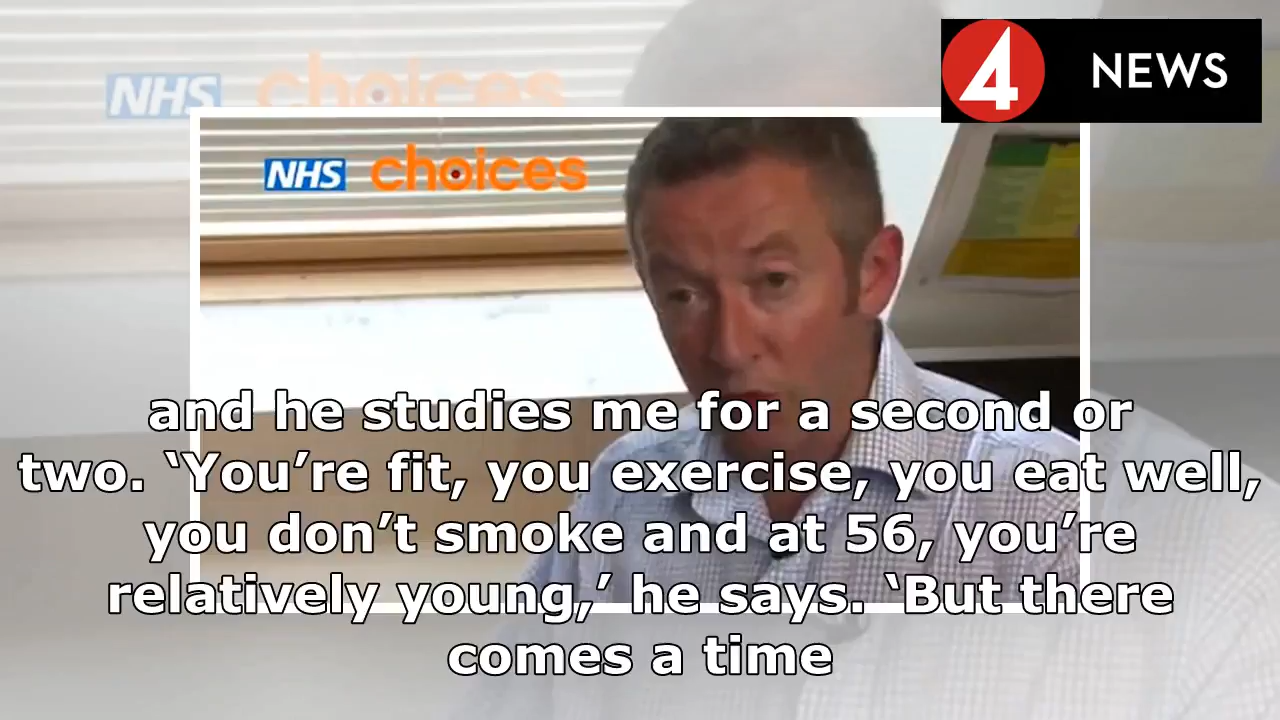 4 NEWS
NHS choices
NHS choices
and he studies me for a second or
two. ‘You’re fit, you exercise, you eat well,
you don’t smoke and at 56, you’re
relatively young,’ he says. ‘But there
comes a time